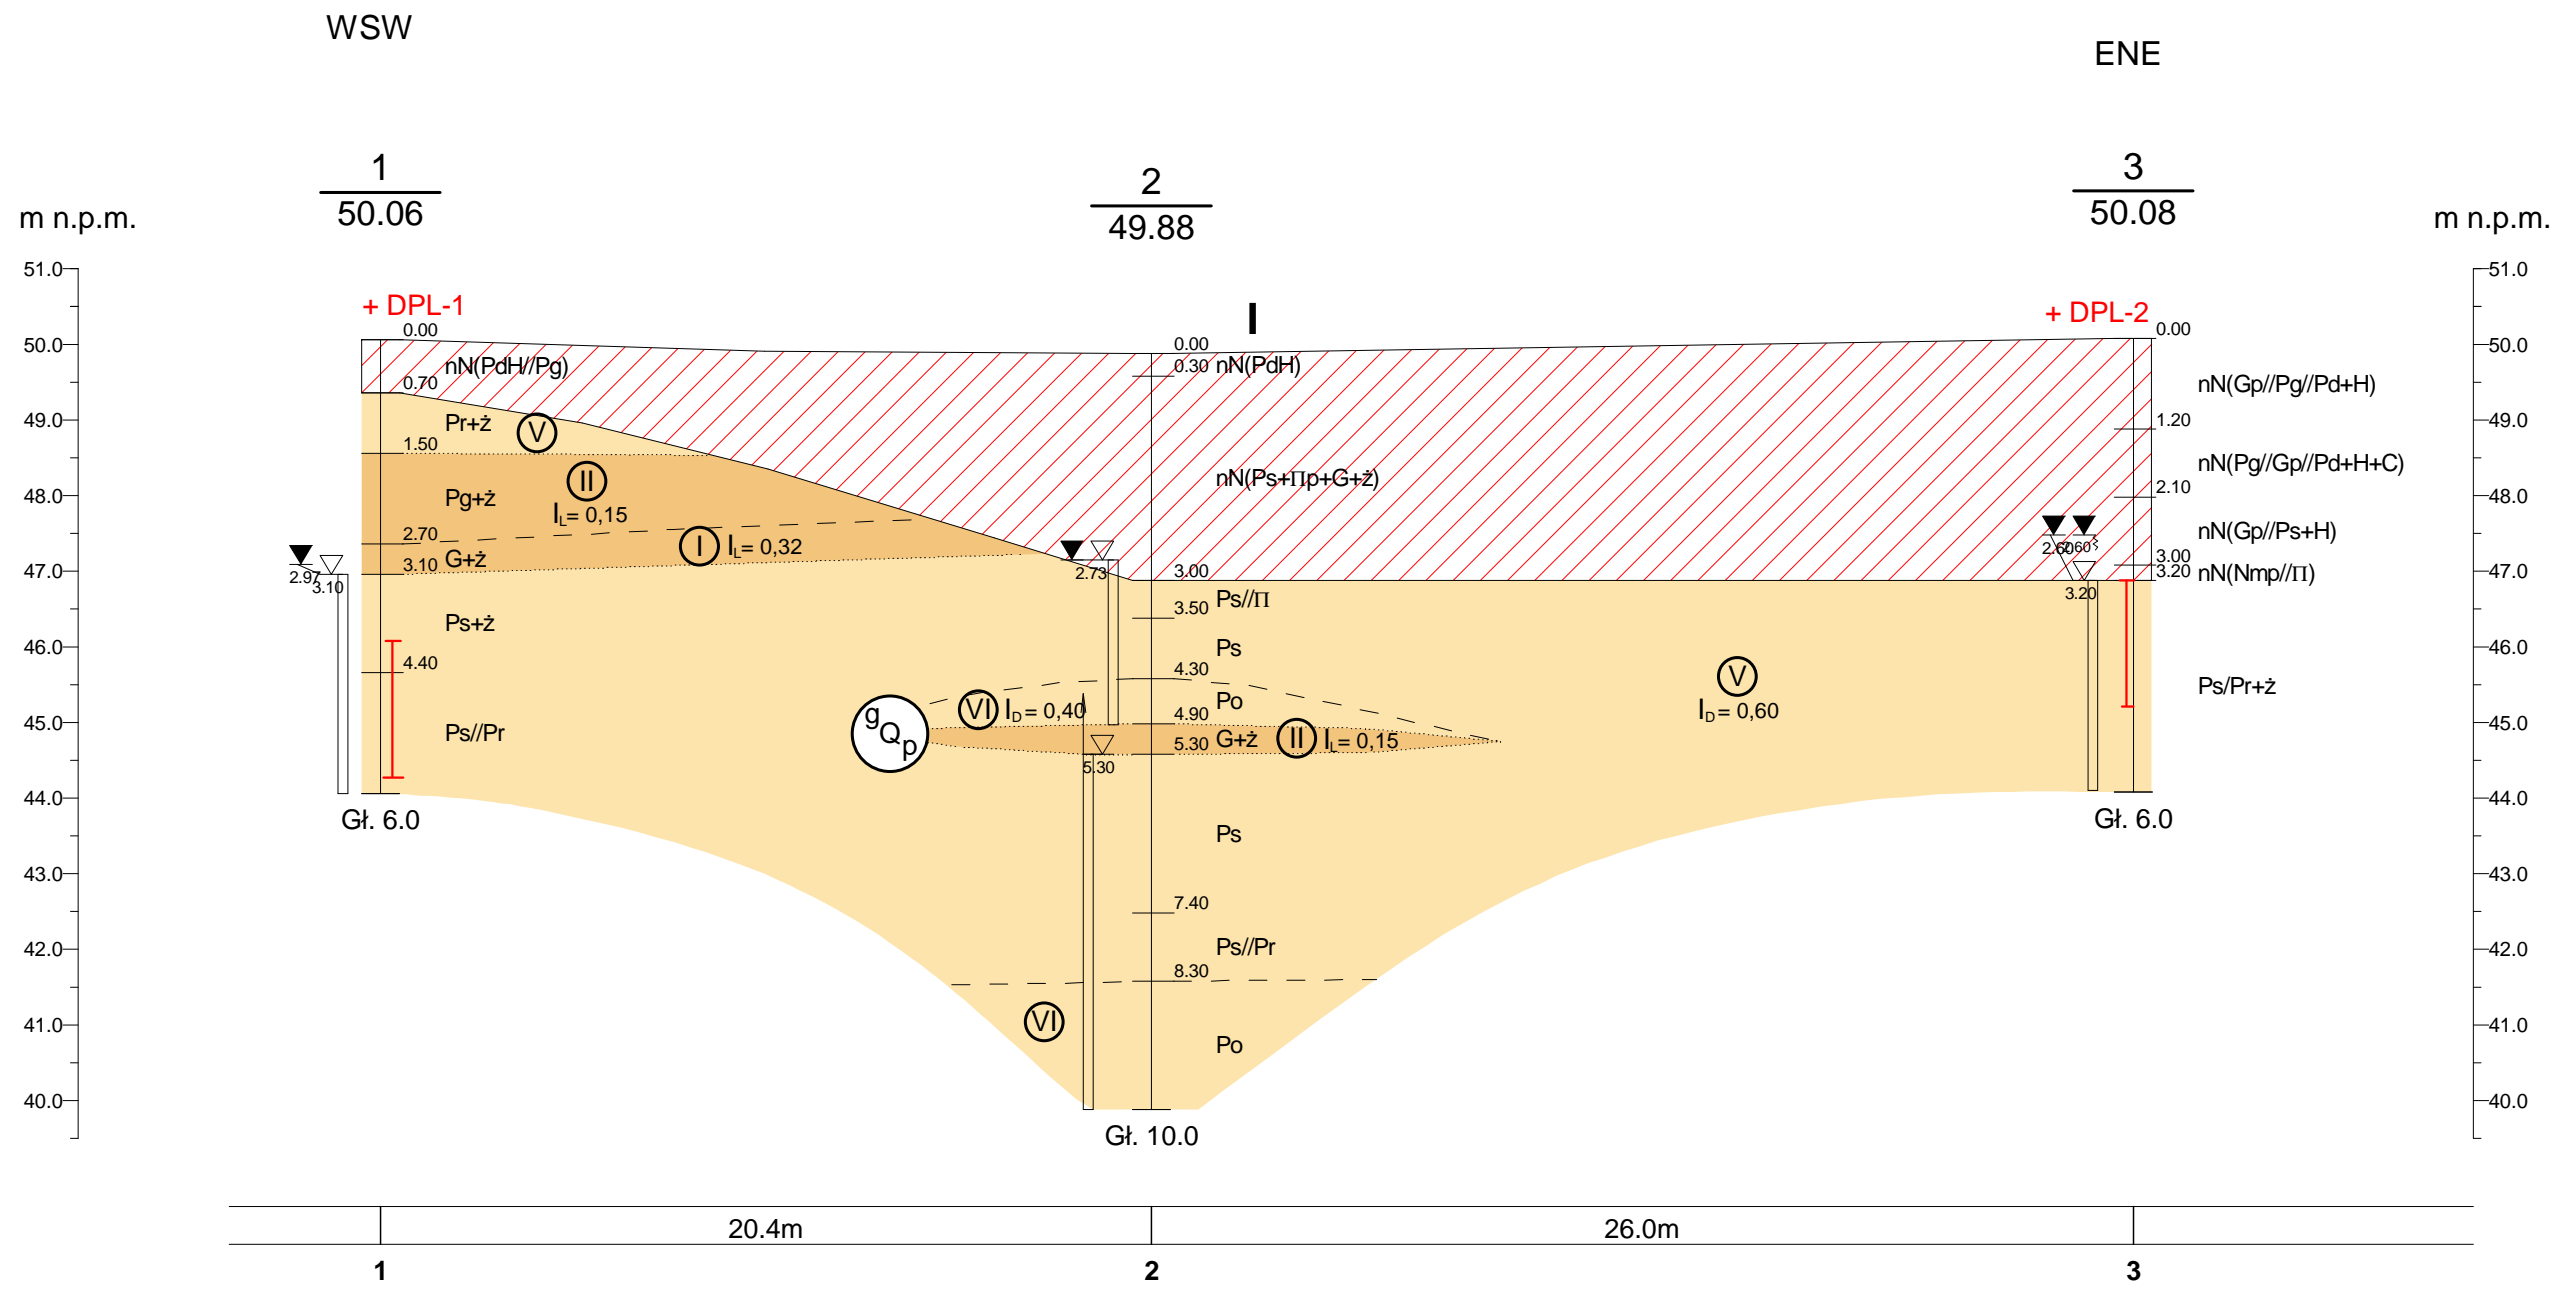 WSW
ENE
1
50.06
2
49.88
3
50.08
m n.p.m.
m n.p.m.
51.0
50.0
49.0
48.0
47.0
46.0
45.0
44.0
43.0
42.0
41.0
40.0
51.0
50.0
49.0
48.0
47.0
46.0
45.0
44.0
43.0
42.0
41.0
40.0
+ DPL-1
0.00
nN(PdH//Pg)
0.70
Pr+ż
V
1.50
II
Pg+ż
IL= 0,15
2.70
I IL= 0,32
G+ż
3.10
2.97
3.10
Ps+ż
4.40
Ps//Pr
Gł. 6.0
I
0.00
0.30
nN(PdH)
nN(Ps+Πp+G+ż)
2.73
3.00
Ps//Π
3.50
Ps
4.30
VI ID= 0,40
Po
gQp
4.90
G+ż
II IL= 0,15
5.30
5.30
Ps
7.40
Ps//Pr
8.30
VI
Po
Gł. 10.0
+ DPL-2
0.00
nN(Gp//Pg//Pd+H)
1.20
nN(Pg//Gp//Pd+H+C)
2.10
nN(Gp//Ps+H)
2.60
2.60
3.00
3.20
nN(Nmp//Π)
3.20
V
ID= 0,60
Ps/Pr+ż
Gł. 6.0
20.4m
26.0m
1
2
3